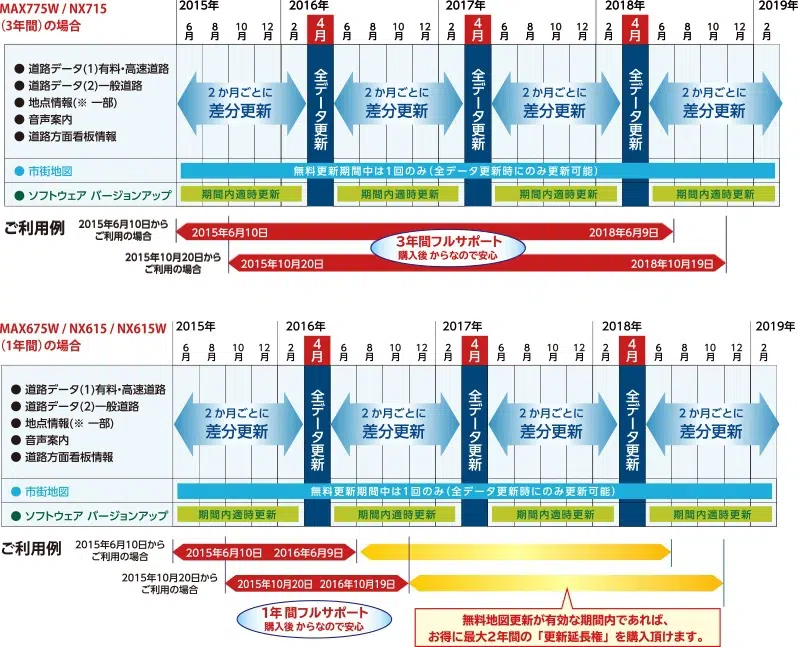 MAX775W / NX715
(3年間)の場合
2015年 2016年 2017年 2018年 2019年
6月 8月 10月 12月 2月 4月 6月 8月 10月 12月 2月 4月 6月 8月 10月 12月 2月 4月 6月 8月 10月 12月 2月
● 道路データ(1)有料・高速道路
● 道路データ(2)一般道路
● 地点情報(※ 一部)
● 音声案内
● 道路方面看板情報
2か月ごとに
差分更新
全データ更新
2か月ごとに
差分更新
全データ更新
2か月ごとに
差分更新
全データ更新
2か月ごとに
差分更新
● 市街地図
無料更新期間中は1回のみ(全データ更新時にのみ更新可能)
● ソフトウェア バージョンアップ
期間内適時更新 期間内適時更新 期間内適時更新 期間内適時更新
ご利用例
2015年6月10日から
ご利用の場合
2015年6月10日 2018年6月9日
3年間フルサポート
購入後 からなので安心
2015年10月20日から
ご利用の場合
2015年10月20日 2018年10月19日
MAX675W / NX615 / NX615W
(1年間)の場合
2015年 2016年 2017年 2018年 2019年
6月 8月 10月 12月 2月 4月 6月 8月 10月 12月 2月 4月 6月 8月 10月 12月 2月 4月 6月 8月 10月 12月 2月
● 道路データ(1)有料・高速道路
● 道路データ(2)一般道路
● 地点情報(※ 一部)
● 音声案内
● 道路方面看板情報
2か月ごとに
差分更新
全データ更新
2か月ごとに
差分更新
全データ更新
2か月ごとに
差分更新
全データ更新
2か月ごとに
差分更新
● 市街地図
無料更新期間中は1回のみ(全データ更新時にのみ更新可能)
● ソフトウェア バージョンアップ
期間内適時更新 期間内適時更新 期間内適時更新 期間内適時更新
ご利用例
2015年6月10日から
ご利用の場合
2015年6月10日 2016年6月9日
2015年10月20日から
ご利用の場合
2015年10月20日 2016年10月19日
1年 間フルサポート
購入後 からなので安心
無料地図更新が有効な期間内であれば、
お得に最大2年間の「更新延長権」を購入頂けます。